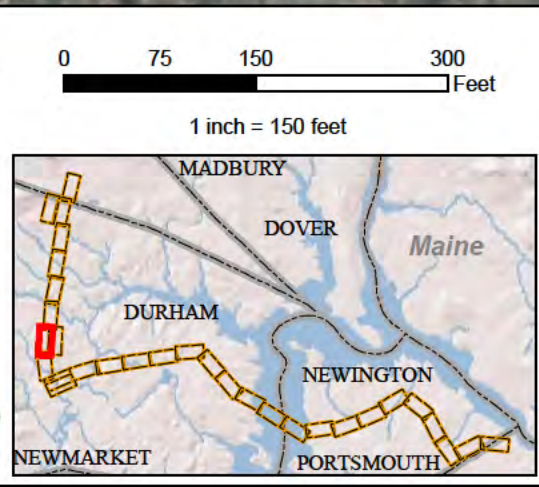 0 75 150 300
Feet
1 inch = 150 feet
MADBURY
DOVER
Maine
DURHAM
NEWINGTON
NEWMARKET
PORTSMOUTH